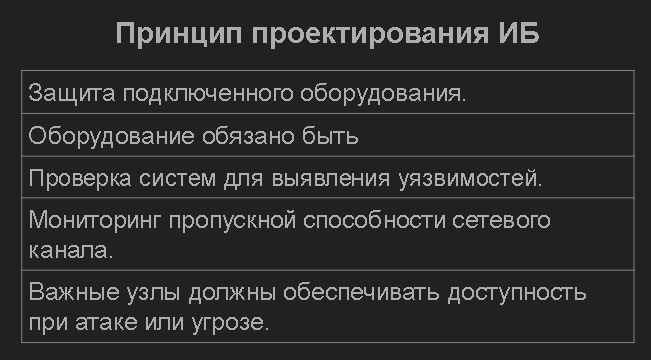 Принцип проектирования ИБ
Защита подключенного оборудования.
Оборудование обязано быть
Проверка систем для выявления уязвимостей.
Мониторинг пропускной способности сетевого
канала.
Важные узлы должны обеспечивать доступность
при атаке или угрозе.